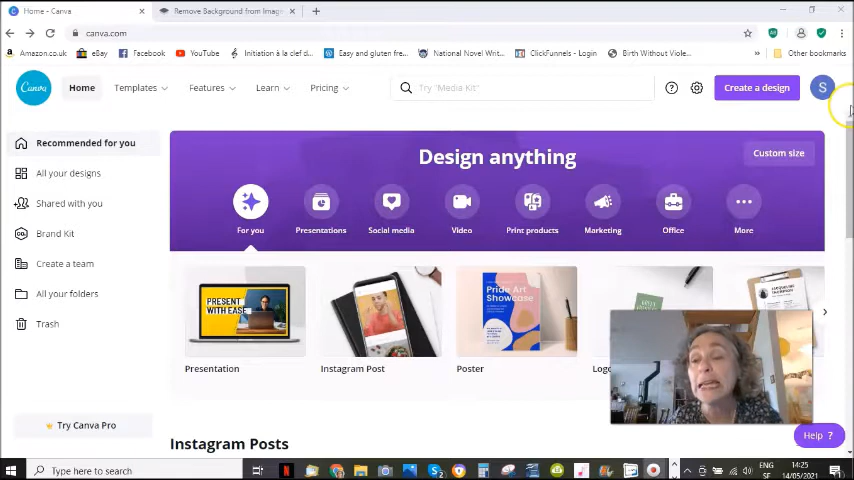 Home - Canva
Remove Background from Imag
canva.com
Amazon.co.uk
eBay
Facebook
YouTube
Initiation à la clef d...
Easy and gluten fre...
National Novel Writ...
ClickFunnels - Login
Birth Without Viole...
Other bookmarks
Canva
Home
Templates
Features
Learn
Pricing
Try "Media Kit"
Create a design
S
Recommended for you
All your designs
Shared with you
Brand Kit
Create a team
All your folders
Trash
Try Canva Pro
Design anything
Custom size
For you
Presentations
Social media
Video
Print products
Marketing
Office
More
PRESENT
WITH EASE
Pride Art
Showcase
Presentation
Instagram Post
Poster
Logo
Instagram Posts
Help ?
Type here to search
ENG
SF
14:25
14/05/2021